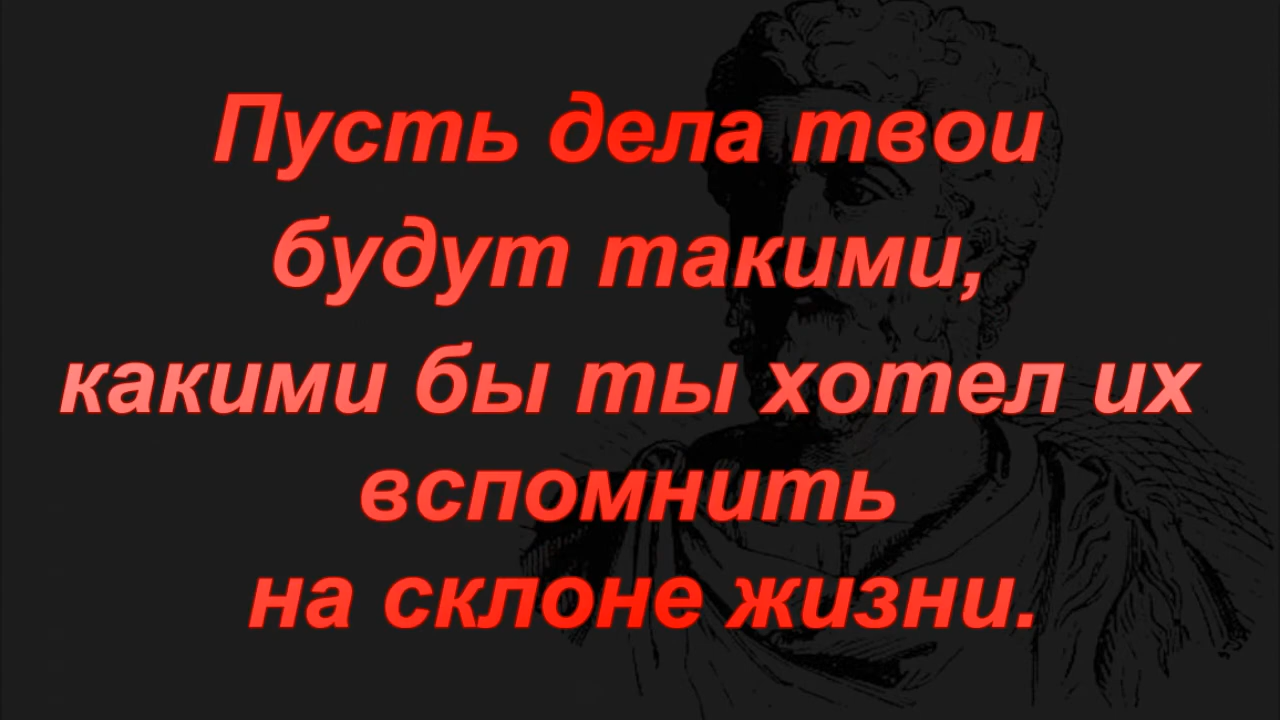 Пусть дела твои
будут такими,
какими бы ты хотел их
вспомнить
на склоне жизни.